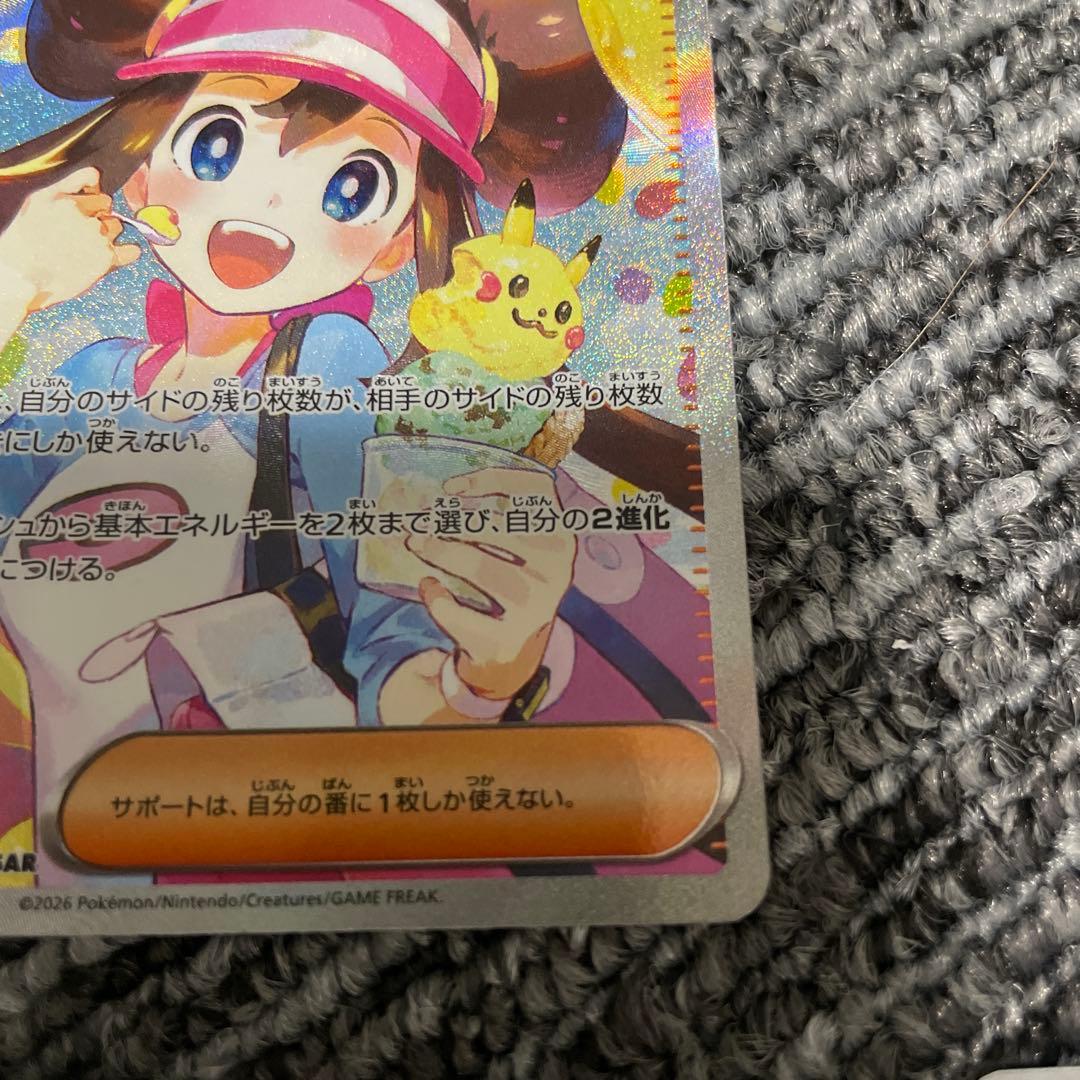 、自分のサイドの残り枚数が、相手のサイドの残り枚数
にしか使えない。
シュから基本エネルギーを2枚まで選び、自分の2進化
につける。
サポートは、自分の番に1枚しか使えない。
SAR
©2026 Pokémon/Nintendo/Creatures/GAME FREAK.